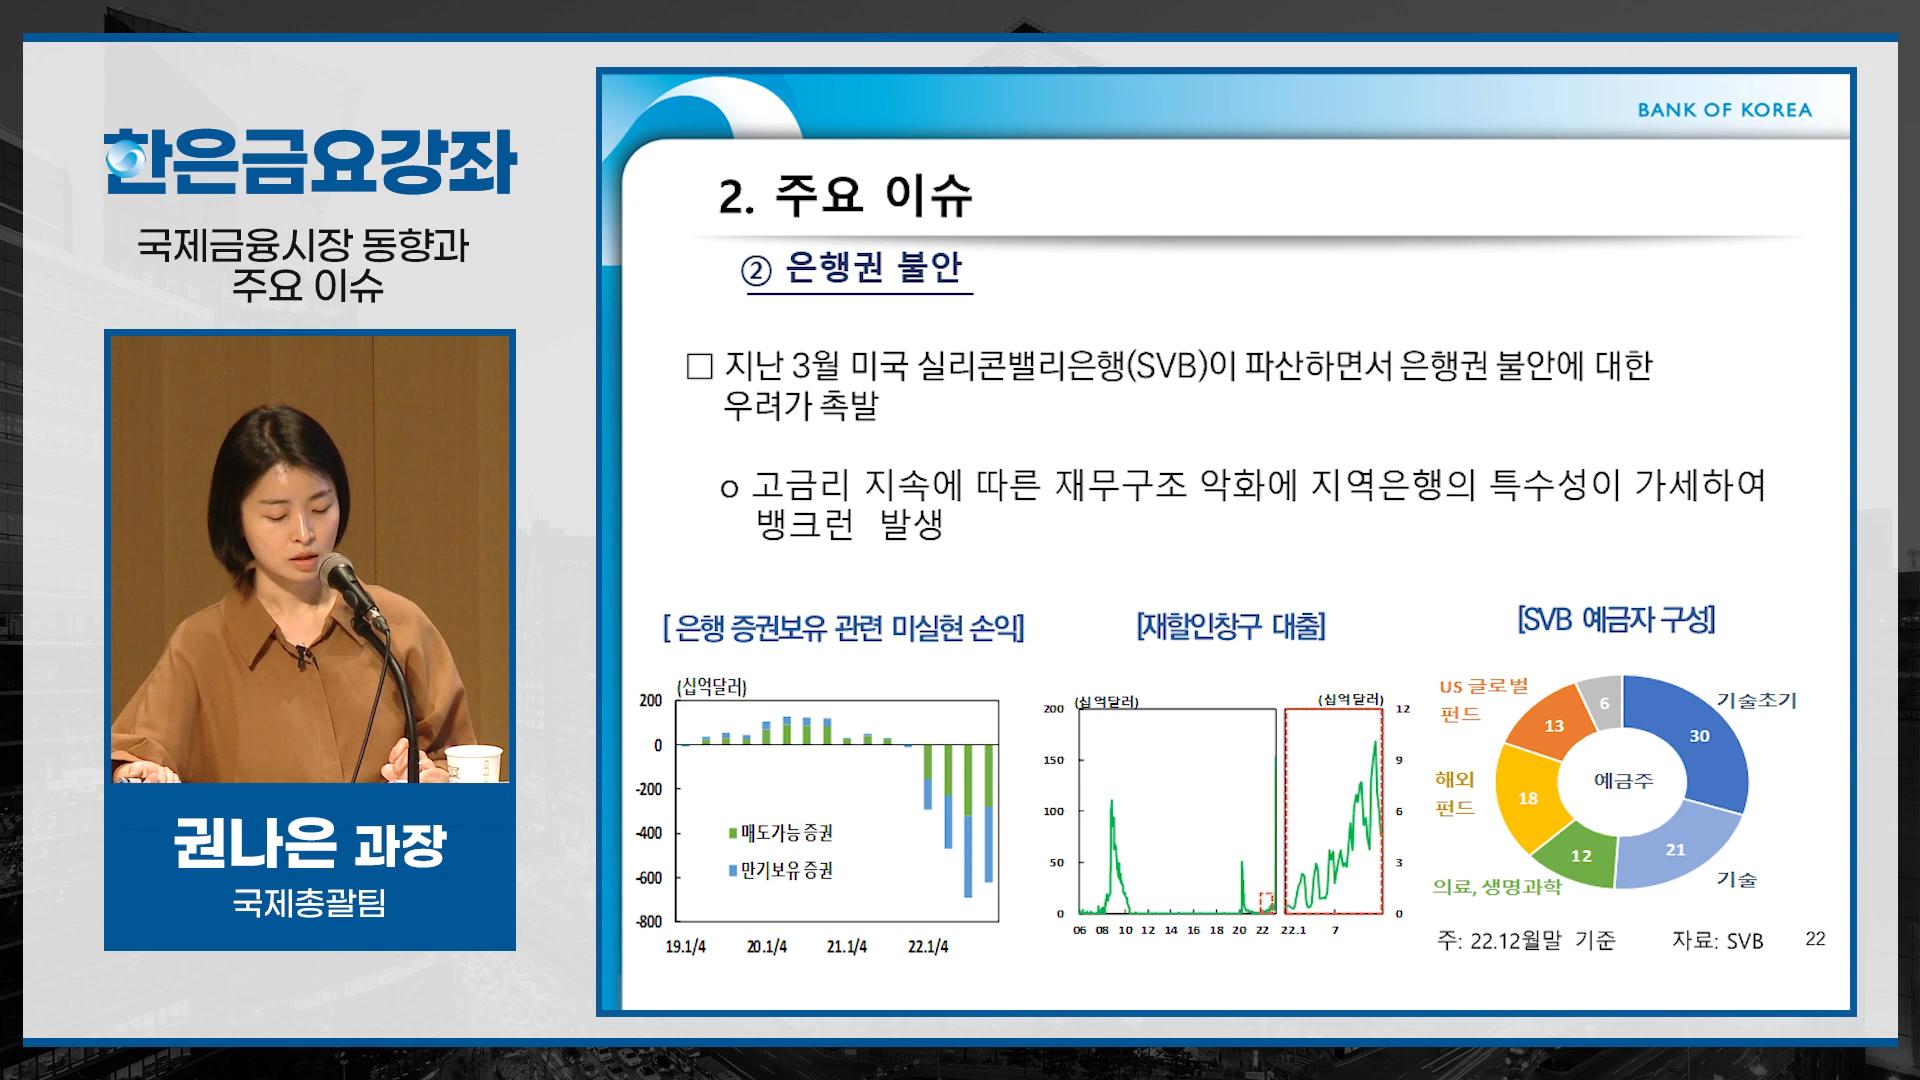 한은금요강좌
국제금융시장 동향과
주요 이슈
권나은 과장
국제총괄팀
BANK OF KOREA
2. 주요 이슈
② 은행권 불안
□ 지난 3월 미국 실리콘밸리은행(SVB)이 파산하면서 은행권 불안에 대한
우려가 촉발
o 고금리 지속에 따른 재무구조 악화에 지역은행의 특수성이 가세하여
뱅크런 발생
[은행 증권보유 관련 미실현 손익]
(십억달러)
200
0
-200
-400
-600
-800
매도가능증권
만기보유증권
19.1/4 20.1/4 21.1/4 22.1/4
[재할인창구 대출]
(십억달러) (십억달러)
200 12
150 9
100 6
50 3
0 0
06 08 10 12 14 16 18 20 22 22.1 7
[SVB 예금자 구성]
US 글로벌
펀드
6
기술초기
13
30
해외
펀드
예금주
18
12
21
의료, 생명과학
기술
주: 22.12월말 기준 자료: SVB
22